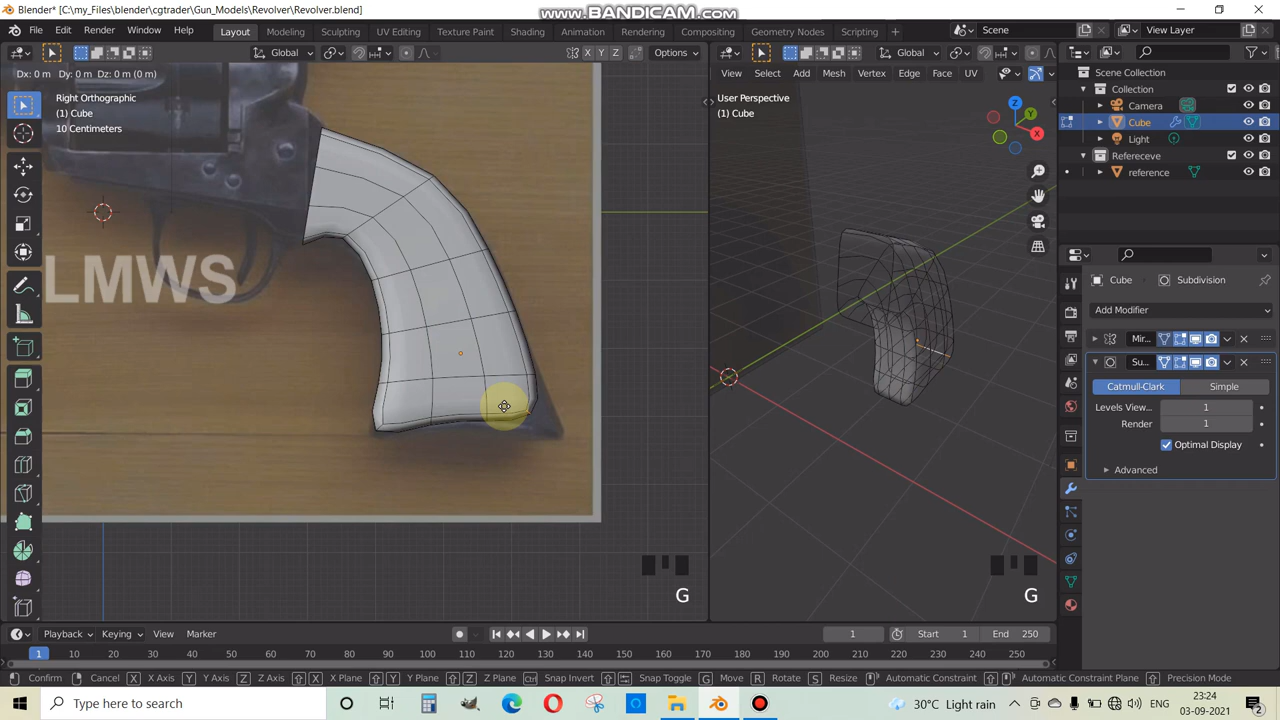 Blender* [C:\my_Files\blender\cgtrader\Gun_Models\Revolver\Revolver.blend]
www.BANDICAM.com
File Edit Render Window Help
Layout Modeling Sculpting UV Editing Texture Paint Shading Animation Rendering Compositing Geometry Nodes Scripting +
Scene View Layer
Global X Y Z Options Global
Dx: 0 m Dy: 0 m Dz: 0 m (0 m)
View Select Add Mesh Vertex Edge Face UV
Right Orthographic
(1) Cube
10 Centimeters
User Perspective
(1) Cube
Z
Y
X
Scene Collection
Collection
Camera
Cube
Light
Refereceve
reference
LMWS
Cube Subdivision
Add Modifier
Mir...
Su...
Catmull-Clark Simple
Levels View... 1
Render 1
Optimal Display
Advanced
G G
Playback Keying View Marker 1 Start 1 End 250
1 10 20 30 40 50 60 70 80 90 100 110 120 130 140 150 160 170 180 190 200 210 220 230 240 250
Confirm Cancel X X Axis Y Y Axis Z Z Axis X X Plane Y Y Plane Z Z Plane Ctrl Snap Invert Snap Toggle G Move R Rotate S Resize Automatic Constraint Automatic Constraint Plane Precision Mode
Type here to search
30°C Light rain
ENG
23:24
03-09-2021
2